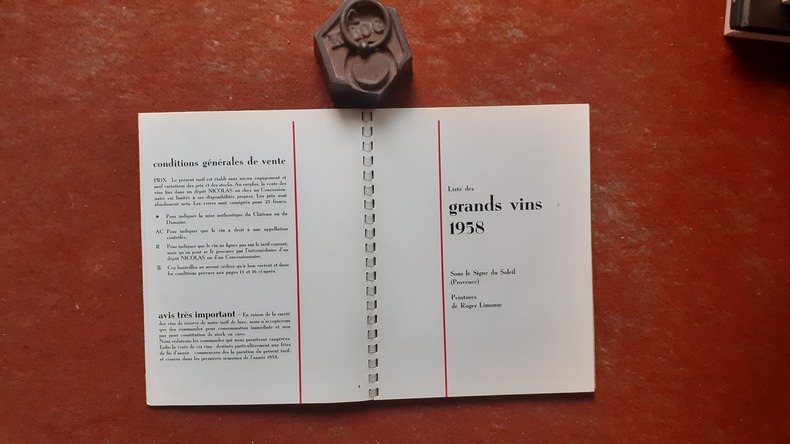 1 KILOG
conditions générales de vente
PRIX - Le présent tarif est établi sans aucun engagement et
sauf variations des prix et des stocks. Au surplus, la vente des
vins fins dans un dépôt NICOLAS ou chez un Concession-
naire est limitée à ses disponibilités propres. Les prix sont
absolument nets. Les verres sont consignés pour 25 francs.
★ Pour indiquer la mise authentique du Château ou du
Domaine.
AC Pour indiquer que le vin a droit à une appellation
contrôlée.
R Pour indiquer que le vin ne figure pas sur le tarif courant,
mais qu'on peut se le procurer par l'intermédiaire d'un
dépôt NICOLAS ou d'un Concessionnaire.
Ces bouteilles ne seront cédées qu'à bon escient et dans
les conditions prévues aux pages 14 et 16 ci-après.
avis très important - En raison de la rareté
des vins de réserve de notre tarif de luxe, nous n'accepterons
que des commandes pour consommation immédiate et non
pas pour constitution de stock en cave.
Nous réduirons les commandes qui nous paraîtront exagérées.
Enfin la vente de ces vins - destinés particulièrement aux fêtes
de fin d'année - commencera dès la parution du présent tarif,
et cessera dans les premières semaines de l'année 1958.
4
Liste des
grands vins
1958
Sous le Signe du Soleil
(Provence)
Peintures
de Roger Limouse